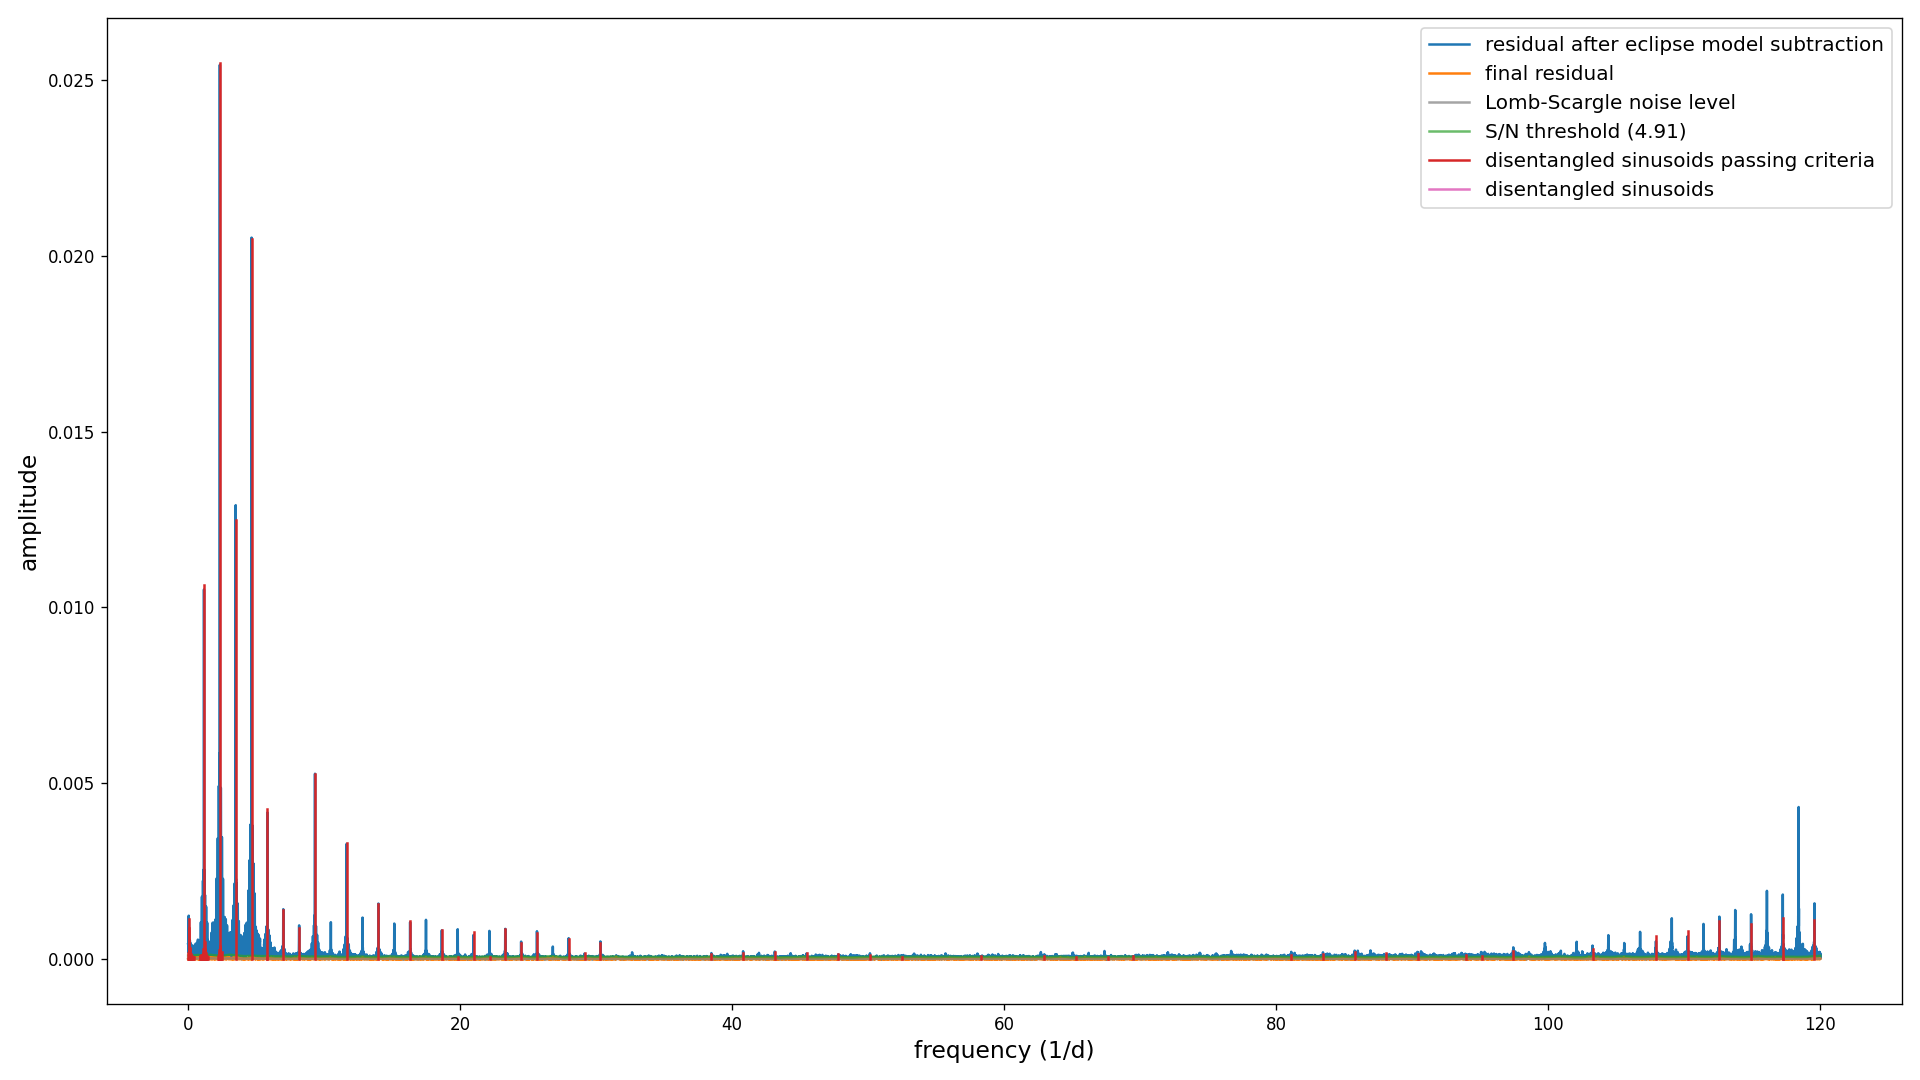 residual after eclipse model subtraction
final residual
Lomb-Scargle noise level
S/N threshold (4.91)
disentangled sinusoids passing criteria
disentangled sinusoids
amplitude
0.025
0.020
0.015
0.010
0.005
0.000
0 20 40 60 80 100 120
frequency (1/d)